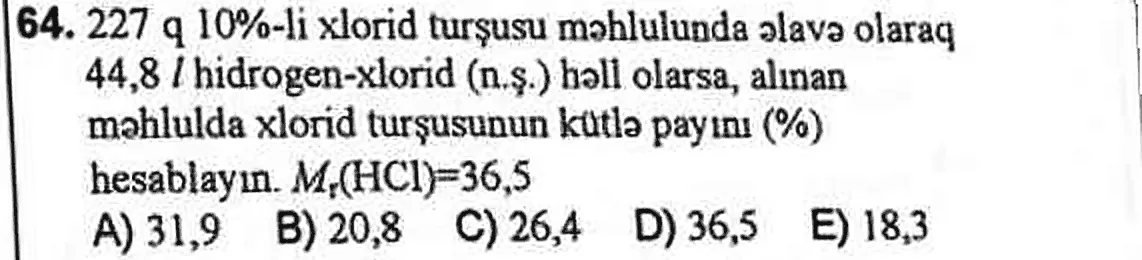 64. 227 q 10%-li xlorid turşusu məhlulunda əlavə olaraq
44,8 l hidrogen-xlorid (n.ş.) həll olarsa, alınan
məhlulda xlorid turşusunun kütlə payını (%)
hesablayın. Mᵣ(HCl)=36,5
A) 31,9 B) 20,8 C) 26,4 D) 36,5 E) 18,3